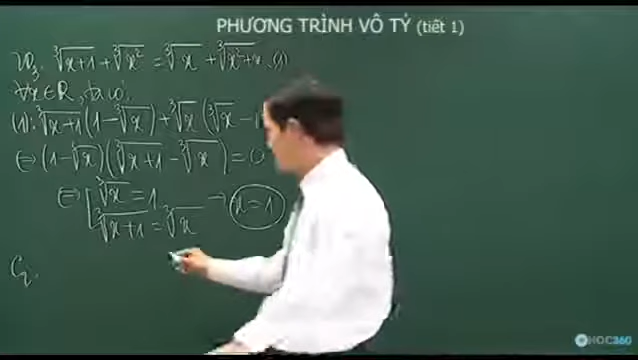 PHƯƠNG TRÌNH VÔ TỶ (tiết 1)
VD₃. ∛x+1 + ∛x² = ∛x + ∛x²+x (1)
∀x∈R, ta có:
(1): ∛x+1 (1-∛x) + ∛x (∛x - 1
⇔ (1-∛x)(∛x+1 - ∛x) = 0
⇔ [ ∛x = 1
∛x+1 = ∛x
→ x = 1
C₂.
HOC360